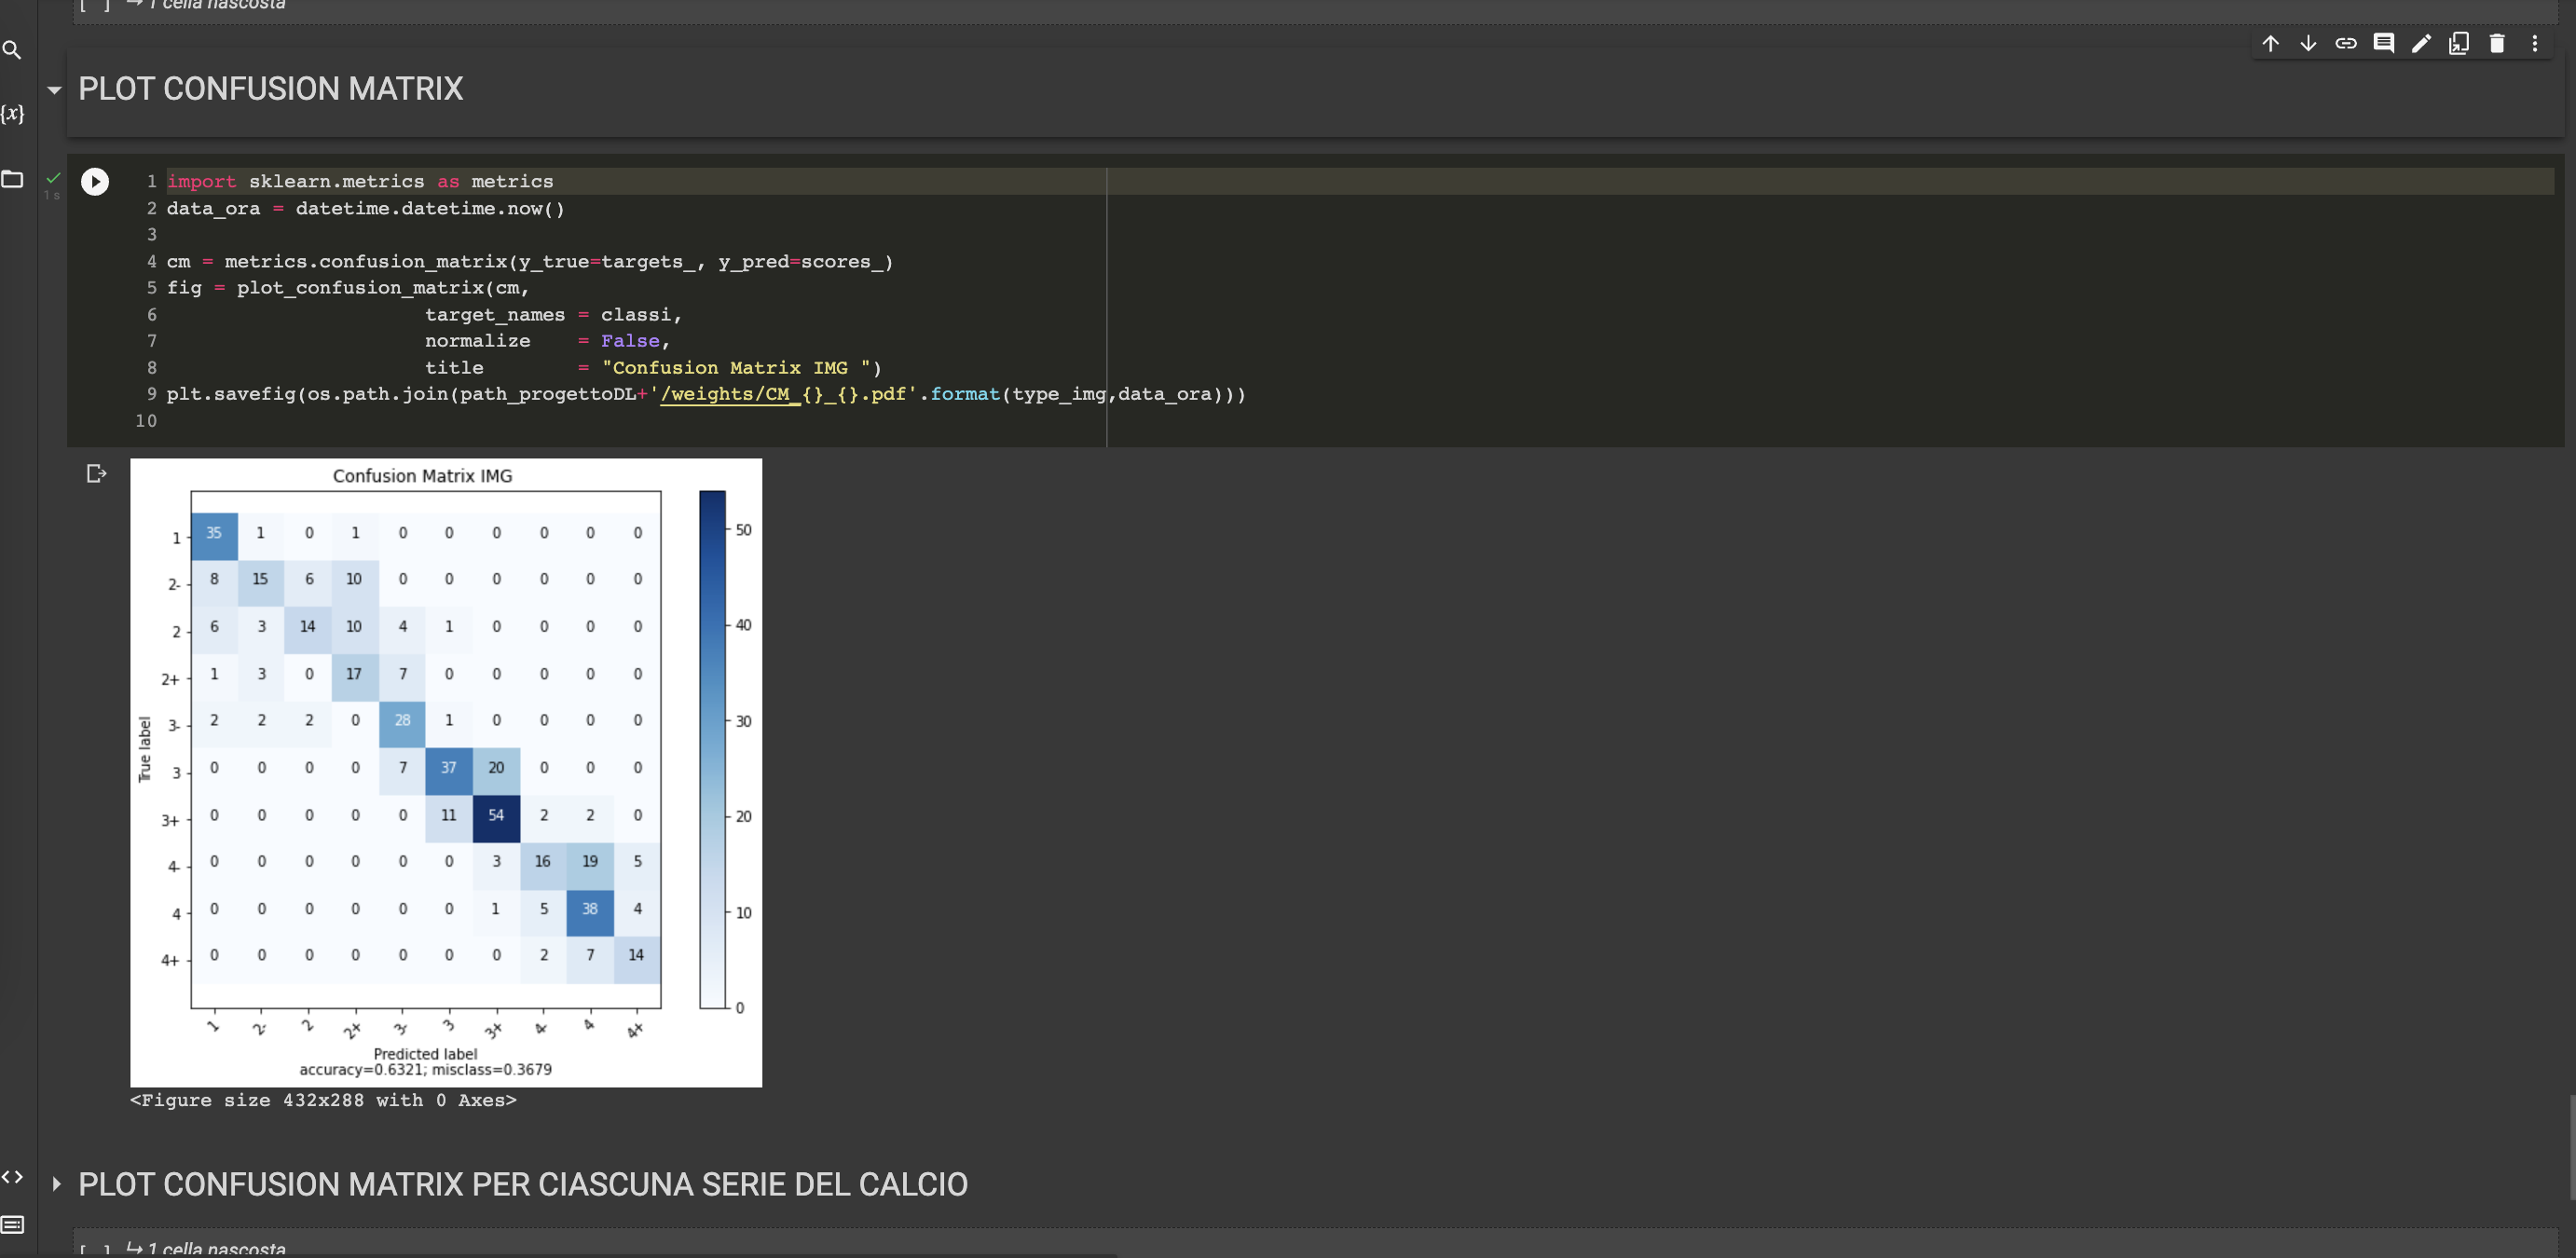 [ ] ↳ 1 cella nascosta
PLOT CONFUSION MATRIX
{x}
1s
1 import sklearn.metrics as metrics
2 data_ora = datetime.datetime.now()
3
4 cm = metrics.confusion_matrix(y_true=targets_, y_pred=scores_)
5 fig = plot_confusion_matrix(cm,
6 target_names = classi,
7 normalize    = False,
8 title        = "Confusion Matrix IMG ")
9 plt.savefig(os.path.join(path_progettoDL+'/weights/CM_{}_{}.pdf'.format(type_img,data_ora)))
10
Confusion Matrix IMG
1 35 1 0 1 0 0 0 0 0 0
2- 8 15 6 10 0 0 0 0 0 0
2 6 3 14 10 4 1 0 0 0 0
2+ 1 3 0 17 7 0 0 0 0 0
3- 2 2 2 0 28 1 0 0 0 0
3 0 0 0 0 7 37 20 0 0 0
3+ 0 0 0 0 0 11 54 2 2 0
4- 0 0 0 0 0 0 3 16 19 5
4 0 0 0 0 0 0 1 5 38 4
4+ 0 0 0 0 0 0 0 2 7 14
True label
1 2- 2 2+ 3- 3 3+ 4- 4 4+
Predicted label
accuracy=0.6321; misclass=0.3679
50
40
30
20
10
0
<Figure size 432x288 with 0 Axes>
PLOT CONFUSION MATRIX PER CIASCUNA SERIE DEL CALCIO
[ ] ↳ 1 cella nascosta